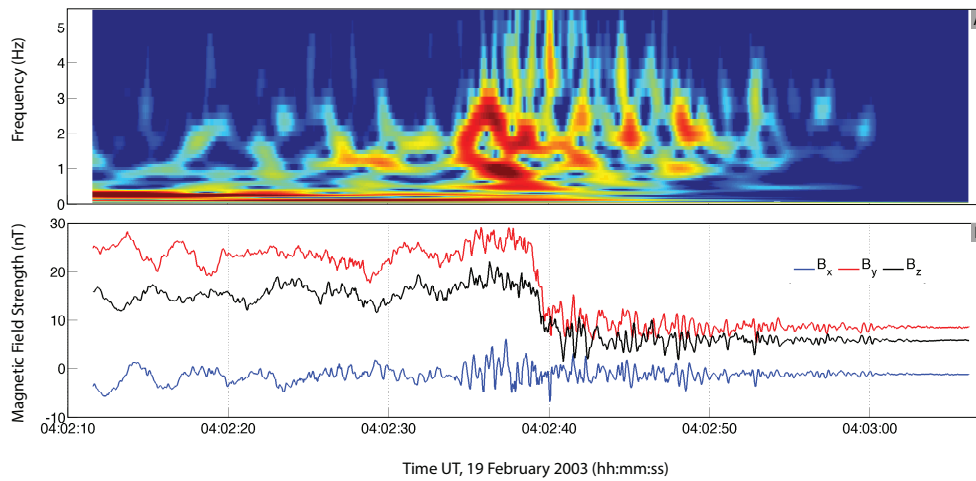 Frequency (Hz)
5
4
3
2
1
0
Magnetic Field Strength (nT)
30
20
10
0
-10
Bx By Bz
04:02:10 04:02:20 04:02:30 04:02:40 04:02:50 04:03:00
Time UT, 19 February 2003 (hh:mm:ss)